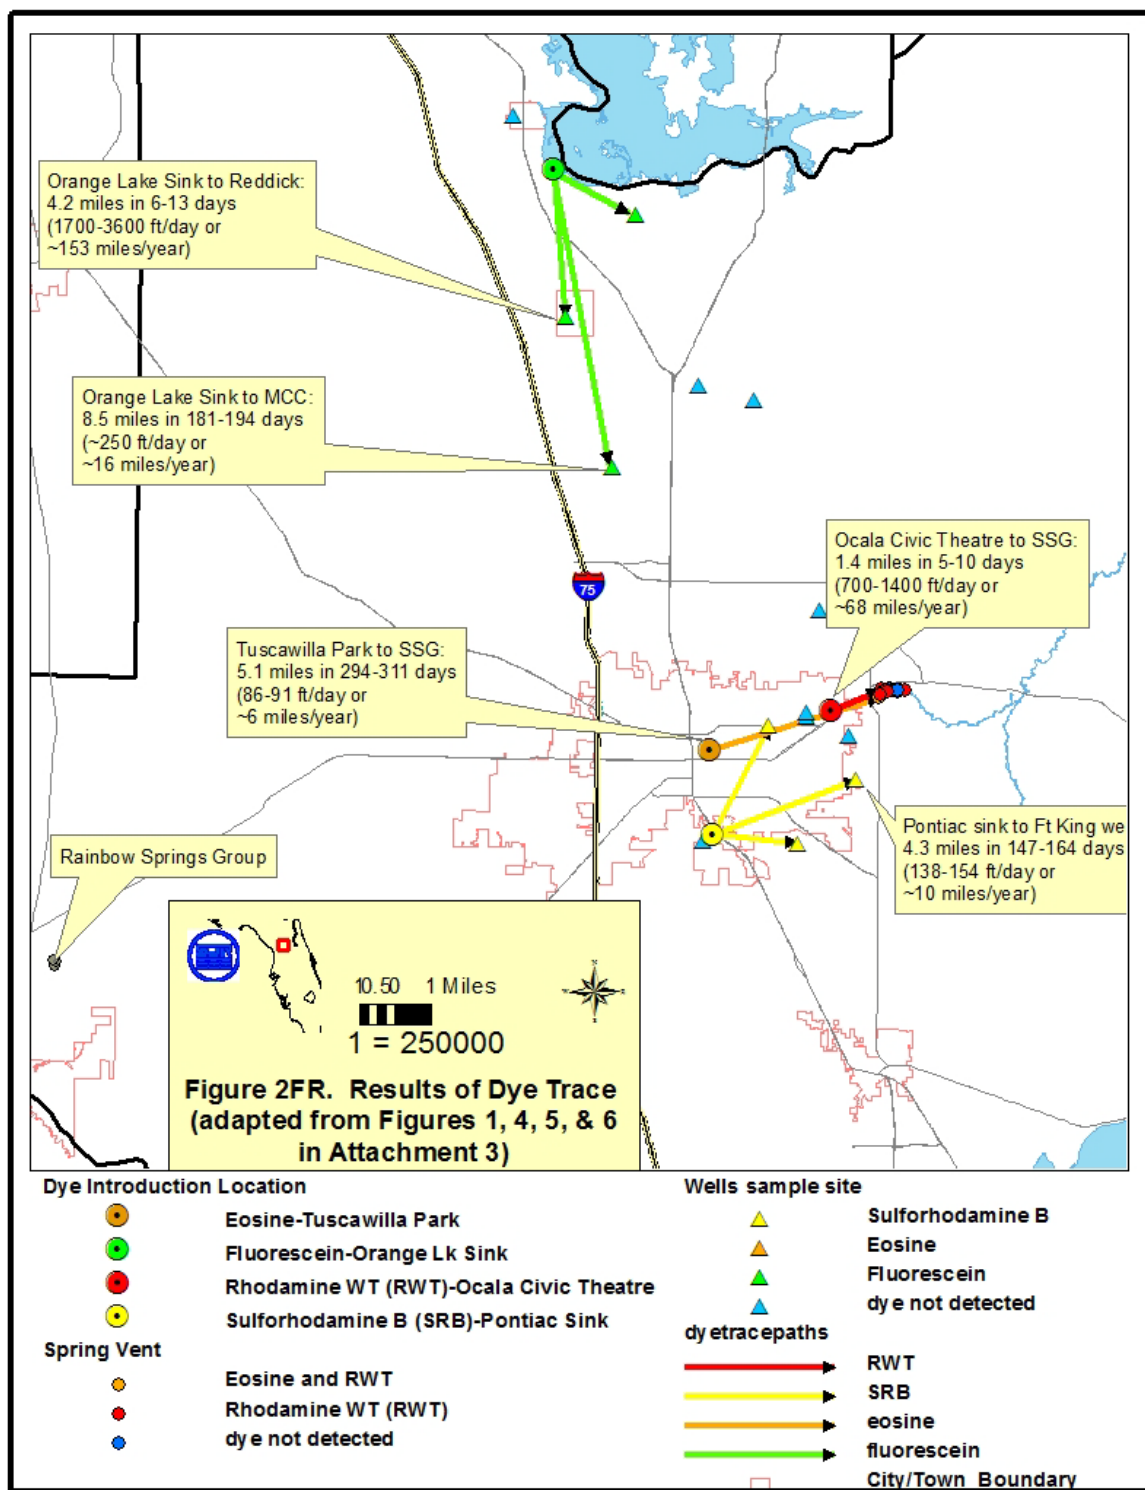 Orange Lake Sink to Reddick:
4.2 miles in 6-13 days
(1700-3600 ft/day or
~153 miles/year)
Orange Lake Sink to MCC:
8.5 miles in 181-194 days
(~250 ft/day or
~16 miles/year)
Ocala Civic Theatre to SSG:
1.4 miles in 5-10 days
(700-1400 ft/day or
~68 miles/year)
75
Tuscawilla Park to SSG:
5.1 miles in 294-311 days
(86-91 ft/day or
~6 miles/year)
Pontiac sink to Ft King we
4.3 miles in 147-164 days
(138-154 ft/day or
~10 miles/year)
Rainbow Springs Group
10.50 1 Miles
1 = 250000
Figure 2FR. Results of Dye Trace
(adapted from Figures 1, 4, 5, & 6
in Attachment 3)
Dye Introduction Location
Eosine-Tuscawilla Park
Fluorescein-Orange Lk Sink
Rhodamine WT (RWT)-Ocala Civic Theatre
Sulforhodamine B (SRB)-Pontiac Sink
Spring Vent
Eosine and RWT
Rhodamine WT (RWT)
dye not detected
Wells sample site
Sulforhodamine B
Eosine
Fluorescein
dye not detected
dyetracepaths
RWT
SRB
eosine
fluorescein
City/Town Boundary